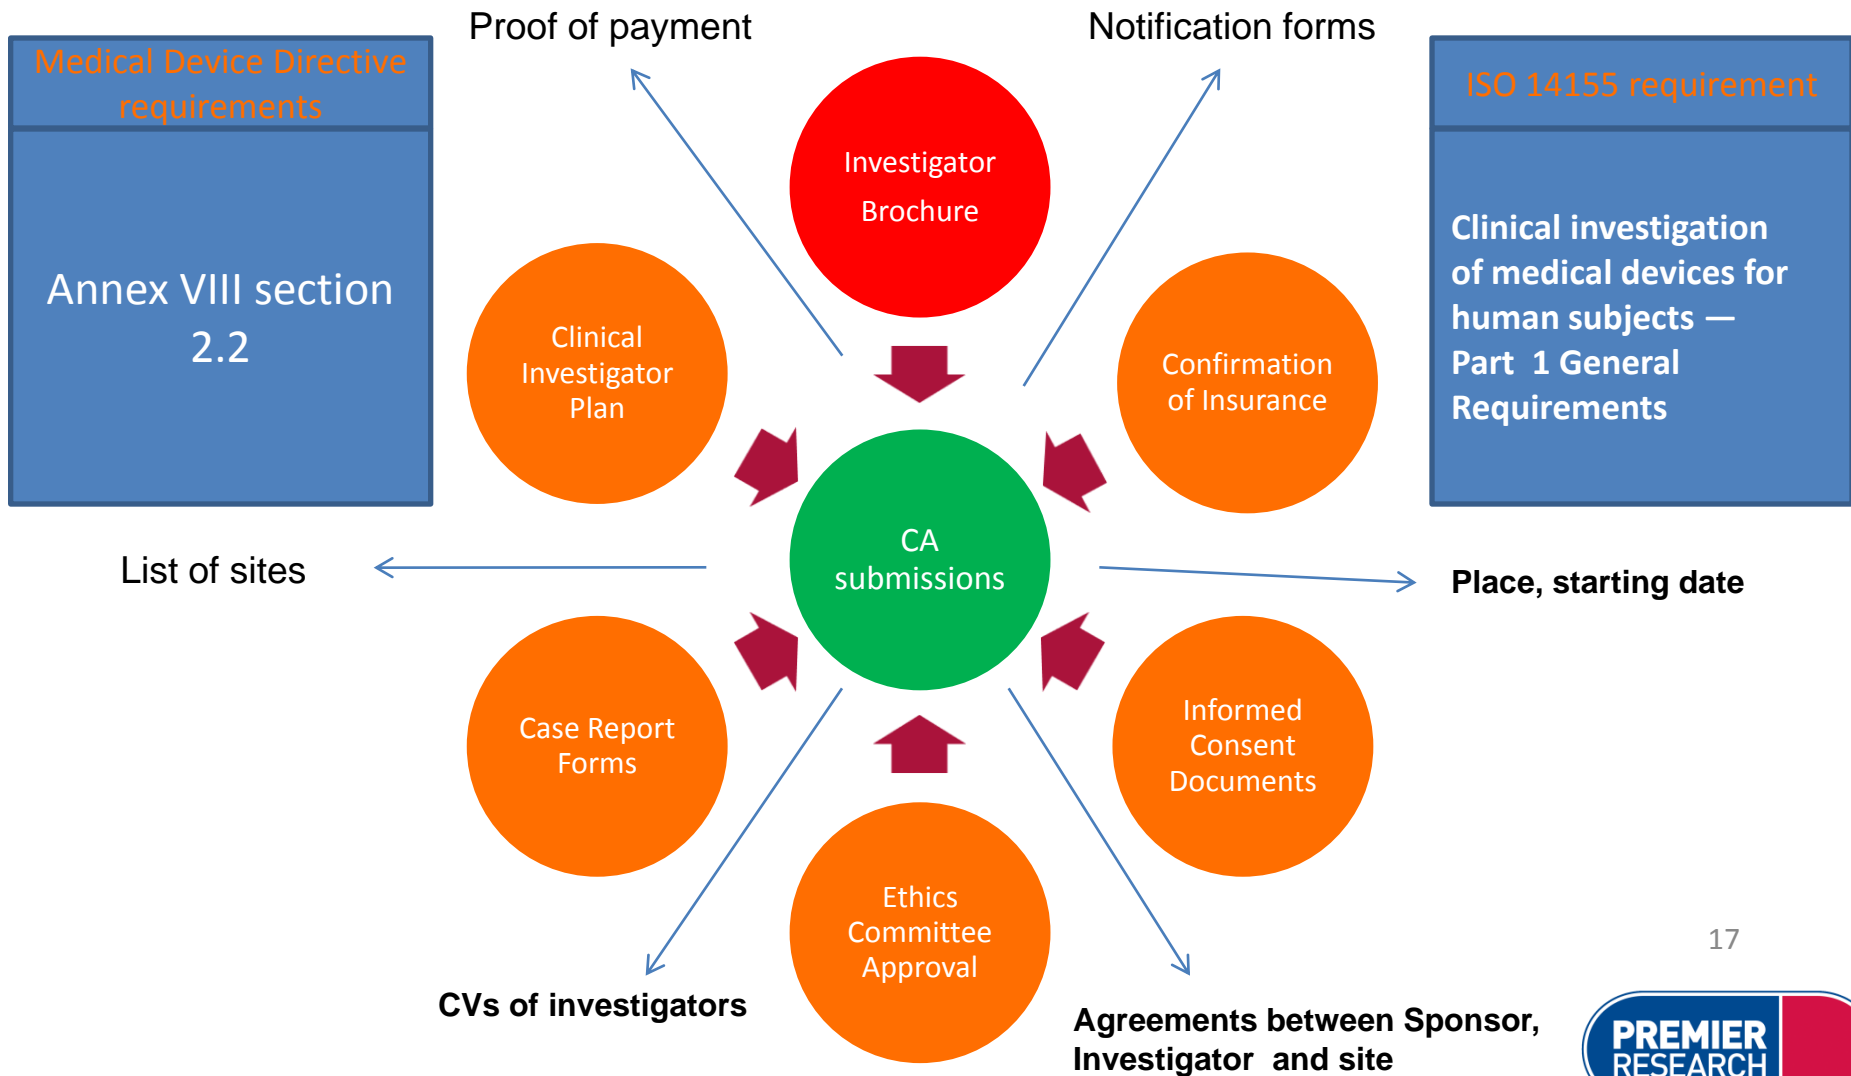 Proof of payment
Notification forms
Medical Device Directive
requirements
Annex VIII section
2.2
ISO 14155 requirement
Clinical investigation
of medical devices for
human subjects —
Part 1 General
Requirements
Investigator
Brochure
Clinical
Investigator
Plan
Confirmation
of Insurance
CA
submissions
List of sites
Place, starting date
Case Report
Forms
Informed
Consent
Documents
Ethics
Committee
Approval
CVs of investigators
Agreements between Sponsor,
Investigator and site
17
PREMIER
RESEARCH